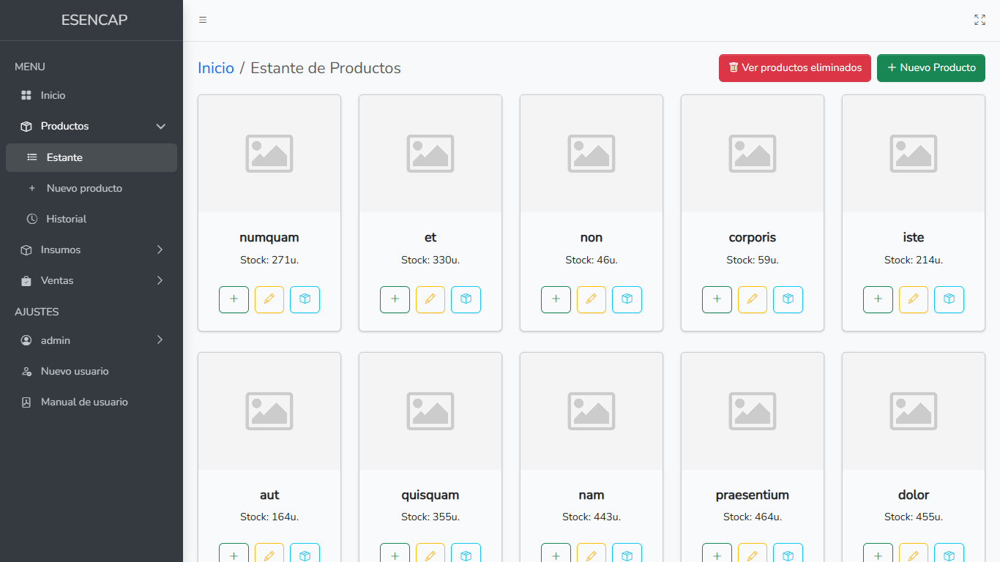 ESENCAP
MENU
Inicio
Productos
Estante
Nuevo producto
Historial
Insumos
Ventas
AJUSTES
admin
Nuevo usuario
Manual de usuario
Inicio / Estante de Productos
Ver productos eliminados
+ Nuevo Producto
numquam
Stock: 271u.
et
Stock: 330u.
non
Stock: 46u.
corporis
Stock: 59u.
iste
Stock: 214u.
aut
Stock: 164u.
quisquam
Stock: 355u.
nam
Stock: 443u.
praesentium
Stock: 464u.
dolor
Stock: 455u.